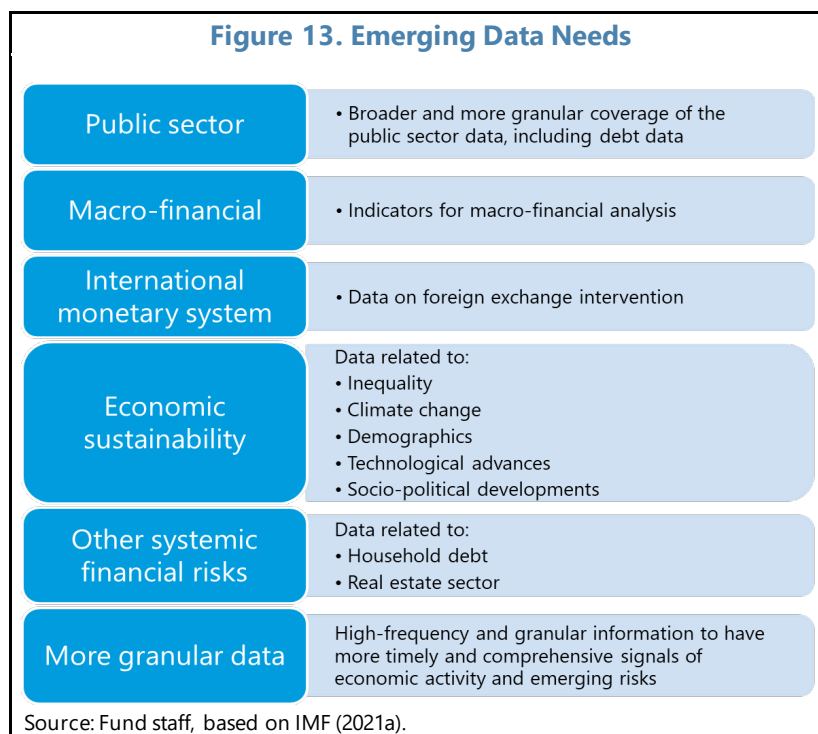 Figure 13. Emerging Data Needs
Public sector
• Broader and more granular coverage of the
public sector data, including debt data
Macro-financial
• Indicators for macro-financial analysis
International
monetary system
• Data on foreign exchange intervention
Economic
sustainability
Data related to:
• Inequality
• Climate change
• Demographics
• Technological advances
• Socio-political developments
Other systemic
financial risks
Data related to:
• Household debt
• Real estate sector
More granular data
High-frequency and granular information to have
more timely and comprehensive signals of
economic activity and emerging risks
Source: Fund staff, based on IMF (2021a).